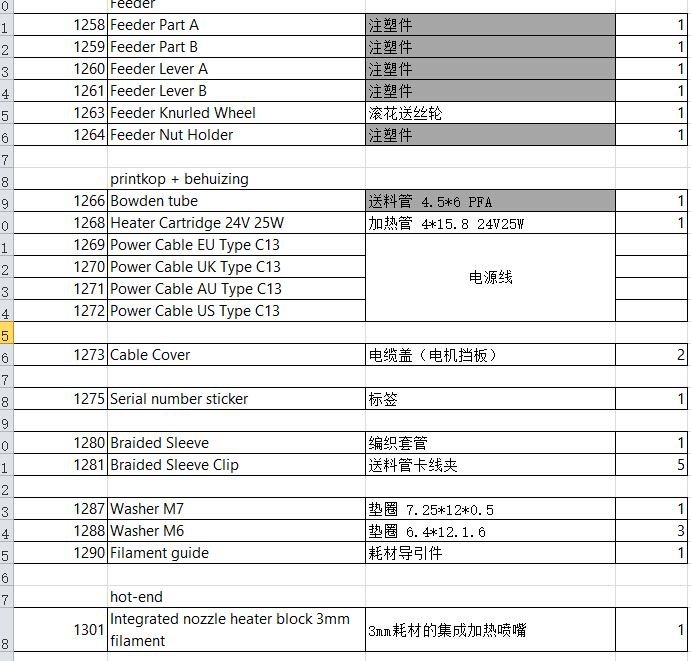 0 Feeder
1 1258 Feeder Part A 注塑件 1
2 1259 Feeder Part B 注塑件 1
3 1260 Feeder Lever A 注塑件 1
4 1261 Feeder Lever B 注塑件 1
5 1263 Feeder Knurled Wheel 滚花送丝轮 1
6 1264 Feeder Nut Holder 注塑件 1
7
8 printkop + behuizing
9 1266 Bowden tube 送料管 4.5*6 PFA 1
0 1268 Heater Cartridge 24V 25W 加热管 4*15.8 24V25W 1
1 1269 Power Cable EU Type C13
2 1270 Power Cable UK Type C13 电源线
3 1271 Power Cable AU Type C13
4 1272 Power Cable US Type C13
5
6 1273 Cable Cover 电缆盖（电机挡板） 2
7
8 1275 Serial number sticker 标签 1
9
0 1280 Braided Sleeve 编织套管 1
1 1281 Braided Sleeve Clip 送料管卡线夹 5
2
3 1287 Washer M7 垫圈 7.25*12*0.5 1
4 1288 Washer M6 垫圈 6.4*12.1.6 3
5 1290 Filament guide 耗材导引件 1
6
7 hot-end
8 1301 Integrated nozzle heater block 3mm filament 3mm耗材的集成加热喷嘴 1